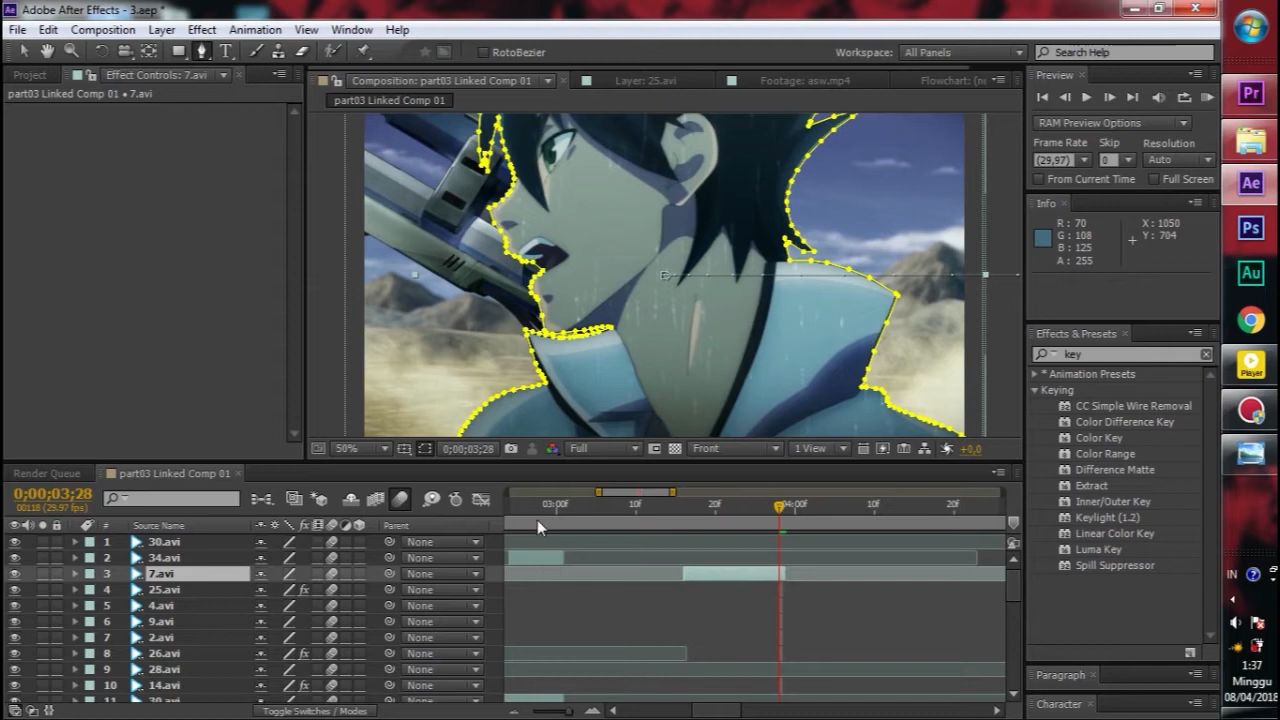 Adobe After Effects - 3.aep *
File Edit Composition Layer Effect Animation View Window Help
RotoBezier
Workspace: All Panels
Search Help
Project
Effect Controls: 7.avi
part03 Linked Comp 01 • 7.avi
Composition: part03 Linked Comp 01
Layer: 25.avi
Footage: asw.mp4
Flowchart: (n
part03 Linked Comp 01
Preview
RAM Preview Options
Frame Rate Skip Resolution
(29,97) 0 Auto
From Current Time Full Screen
Info
R: 70
G: 108
B: 125
A: 255
X: 1050
Y: 704
Effects & Presets
key
* Animation Presets
Keying
CC Simple Wire Removal
Color Difference Key
Color Key
Color Range
Difference Matte
Extract
Inner/Outer Key
Keylight (1.2)
Linear Color Key
Luma Key
Spill Suppressor
Paragraph
Character
50% 0;00;03;28 Full Front 1 View +0,0
Render Queue
part03 Linked Comp 01
0;00;03;28
00118 (29.97 fps)
03:00f 10f 20f 04:00f 10f 20f
# Source Name fx Parent
1 30.avi None
2 34.avi None
3 7.avi None
4 25.avi fx None
5 4.avi None
6 9.avi None
7 2.avi None
8 26.avi fx None
9 28.avi None
10 14.avi fx None
Toggle Switches / Modes
Pr
Ae
Ps
Au
Player
IN
1:37
Minggu
08/04/2018